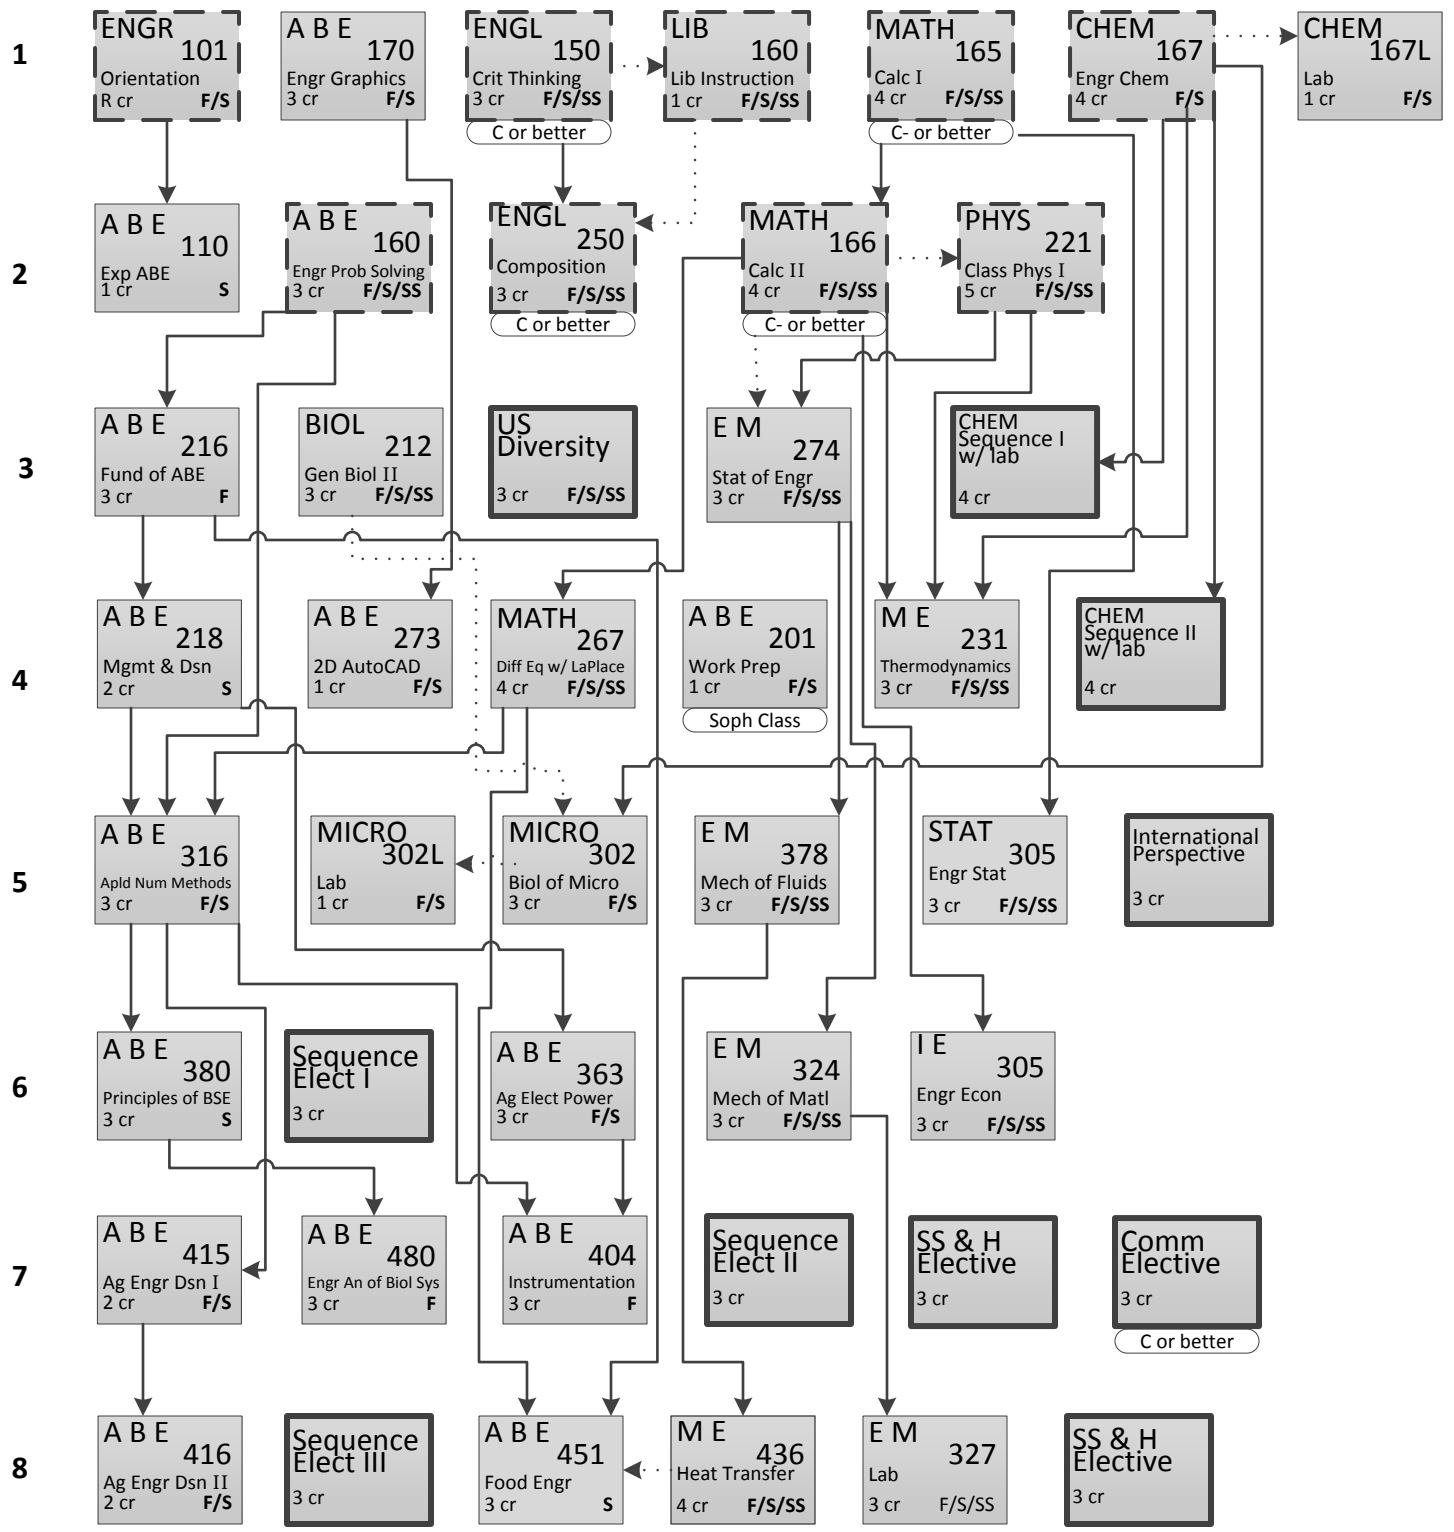 1
ENGR
101
Orientation
R cr F/S
A B E
170
Engr Graphics
3 cr F/S
ENGL
150
Crit Thinking
3 cr F/S/SS
C or better
LIB
160
Lib Instruction
1 cr F/S/SS
MATH
165
Calc I
4 cr F/S/SS
C- or better
CHEM
167
Engr Chem
4 cr F/S
CHEM
167L
Lab
1 cr F/S
2
A B E
110
Exp ABE
1 cr S
A B E
160
Engr Prob Solving
3 cr F/S/SS
ENGL
250
Composition
3 cr F/S/SS
C or better
MATH
166
Calc II
4 cr F/S/SS
C- or better
PHYS
221
Class Phys I
5 cr F/S/SS
3
A B E
216
Fund of ABE
3 cr F
BIOL
212
Gen Biol II
3 cr F/S/SS
US
Diversity
3 cr F/S/SS
E M
274
Stat of Engr
3 cr F/S/SS
CHEM
Sequence I
w/ lab
4 cr
4
A B E
218
Mgmt & Dsn
2 cr S
A B E
273
2D AutoCAD
1 cr F/S
MATH
267
Diff Eq w/ LaPlace
4 cr F/S/SS
A B E
201
Work Prep
1 cr F/S
Soph Class
M E
231
Thermodynamics
3 cr F/S/SS
CHEM
Sequence II
w/ lab
4 cr
5
A B E
316
Apld Num Methods
3 cr F/S
MICRO
302L
Lab
1 cr F/S
MICRO
302
Biol of Micro
3 cr F/S
E M
378
Mech of Fluids
3 cr F/S/SS
STAT
305
Engr Stat
3 cr F/S/SS
International
Perspective
3 cr
6
A B E
380
Principles of BSE
3 cr S
Sequence
Elect I
3 cr
A B E
363
Ag Elect Power
3 cr F/S
E M
324
Mech of Matl
3 cr F/S/SS
I E
305
Engr Econ
3 cr F/S/SS
7
A B E
415
Ag Engr Dsn I
2 cr F/S
A B E
480
Engr An of Biol Sys
3 cr F
A B E
404
Instrumentation
3 cr F
Sequence
Elect II
3 cr
SS & H
Elective
3 cr
Comm
Elective
3 cr
C or better
8
A B E
416
Ag Engr Dsn II
2 cr F/S
Sequence
Elect III
3 cr
A B E
451
Food Engr
3 cr S
M E
436
Heat Transfer
4 cr F/S/SS
E M
327
Lab
3 cr F/S/SS
SS & H
Elective
3 cr